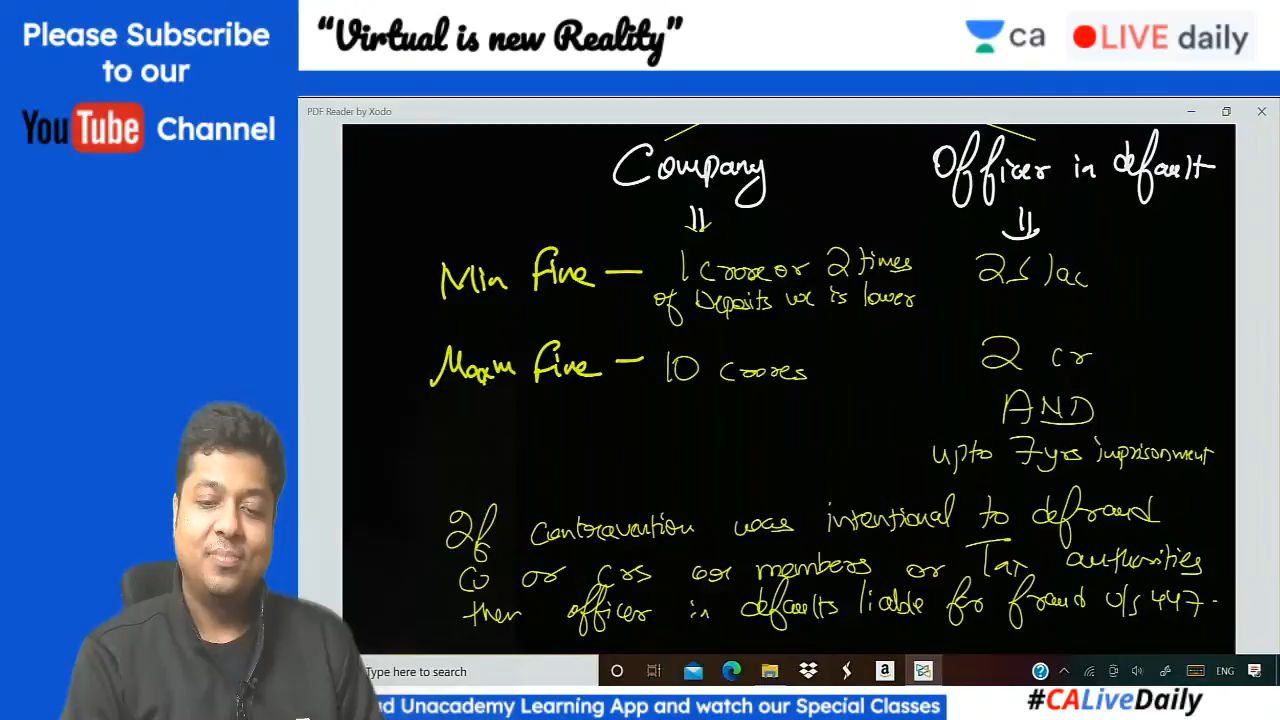 Please Subscribe
to our
YouTube Channel
“Virtual is new Reality”
ca
LIVE daily
PDF Reader by Xodo
Company
Officer in default
Min fine — 1 crore or 2 times
of Deposits we is lower
25 lac
Maxm fine — 10 crores
2 cr
AND
upto 7yrs imprisonment
If contravention was intentional to defraud
co or crs or members or Tax authorities
then officer in defaults liable for fraud u/s 447.
Type here to search
ENG
ad Unacademy Learning App and watch our Special Classes
#CALiveDaily